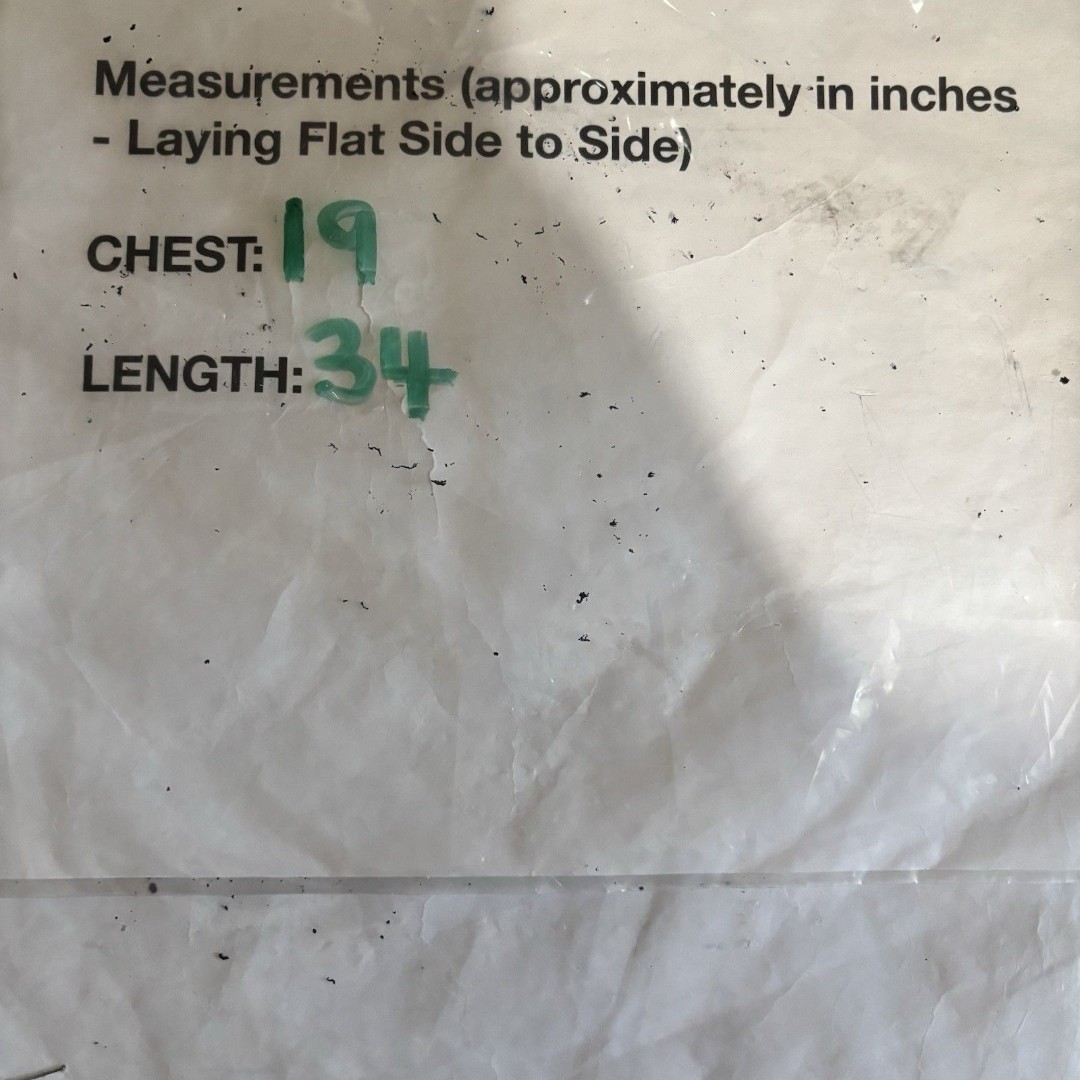 Measurements (approximately in inches
- Laying Flat Side to Side)
CHEST: 19
LENGTH: 34